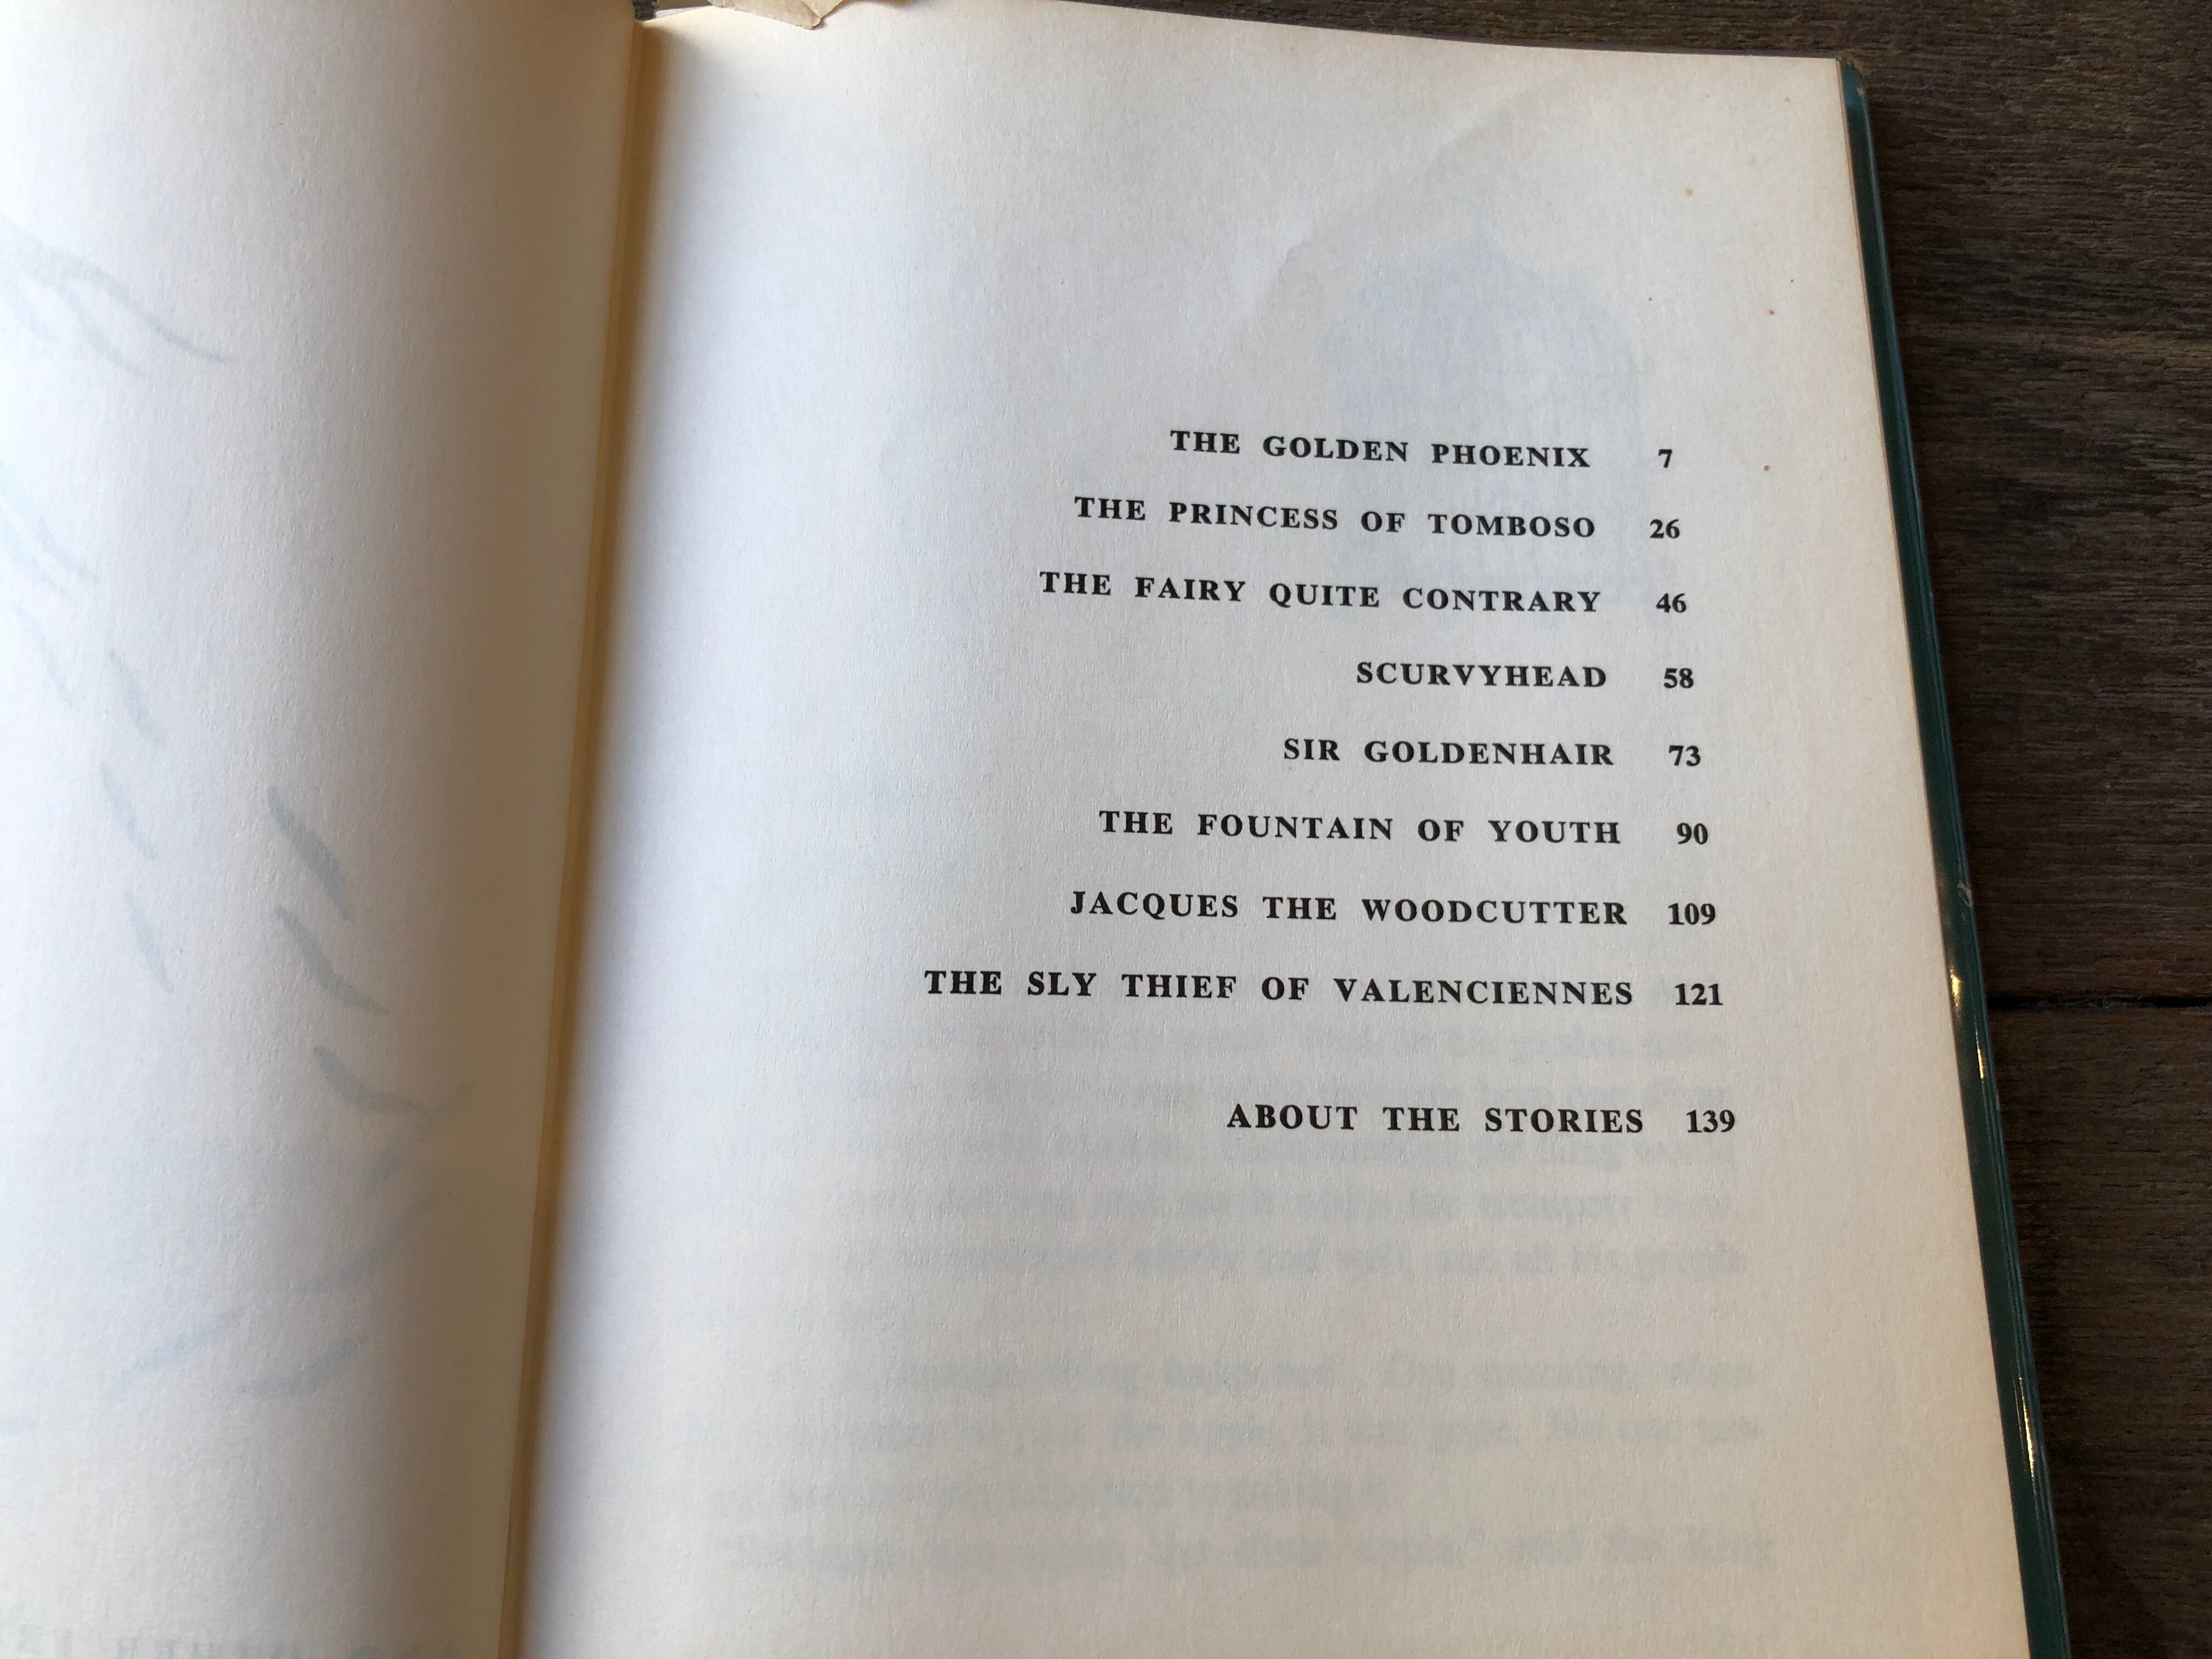 THE GOLDEN PHOENIX 7
THE PRINCESS OF TOMBOSO 26
THE FAIRY QUITE CONTRARY 46
SCURVYHEAD 58
SIR GOLDENHAIR 73
THE FOUNTAIN OF YOUTH 90
JACQUES THE WOODCUTTER 109
THE SLY THIEF OF VALENCIENNES 121
ABOUT THE STORIES 139